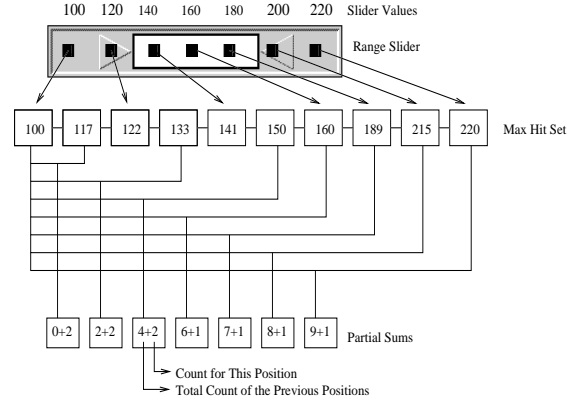 100 120 140 160 180 200 220 Slider Values
Range Slider
100 117 122 133 141 150 160 189 215 220 Max Hit Set
0+2 2+2 4+2 6+1 7+1 8+1 9+1 Partial Sums
Count for This Position
Total Count of the Previous Positions